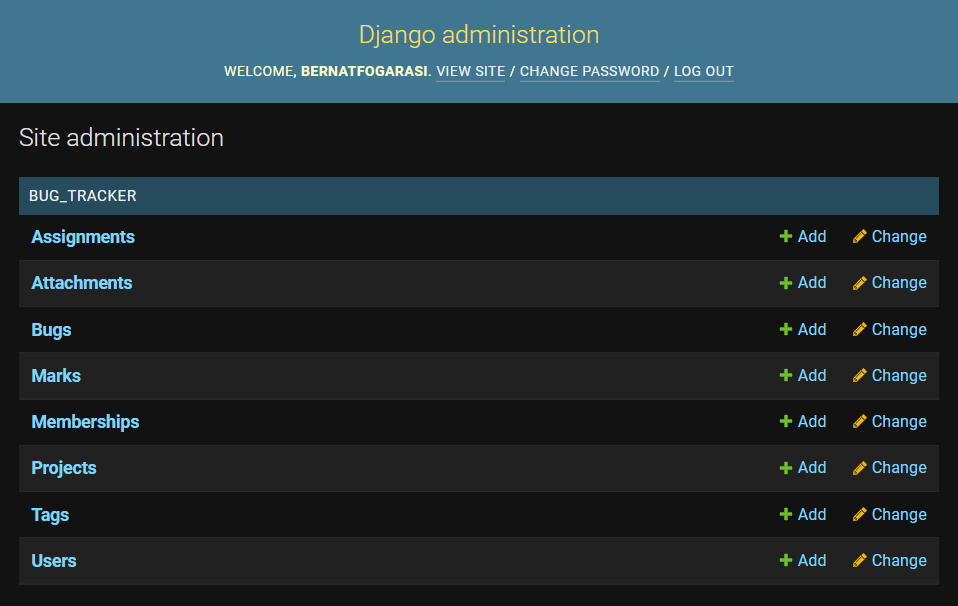 Django administration
WELCOME, BERNATFOGARASI. VIEW SITE / CHANGE PASSWORD / LOG OUT
Site administration
BUG_TRACKER
Assignments Add Change
Attachments Add Change
Bugs Add Change
Marks Add Change
Memberships Add Change
Projects Add Change
Tags Add Change
Users Add Change